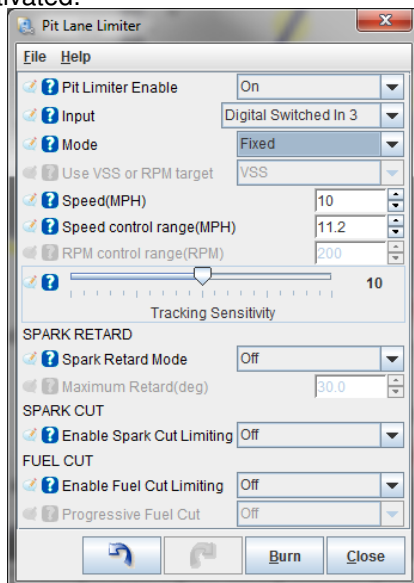 Pit Lane Limiter
File Help
Pit Limiter Enable On
Input Digital Switched In 3
Mode Fixed
Use VSS or RPM target VSS
Speed(MPH) 10
Speed control range(MPH) 11.2
RPM control range(RPM) 200
10
Tracking Sensitivity
SPARK RETARD
Spark Retard Mode Off
Maximum Retard(deg) 30.0
SPARK CUT
Enable Spark Cut Limiting Off
FUEL CUT
Enable Fuel Cut Limiting Off
Progressive Fuel Cut Off
Burn Close